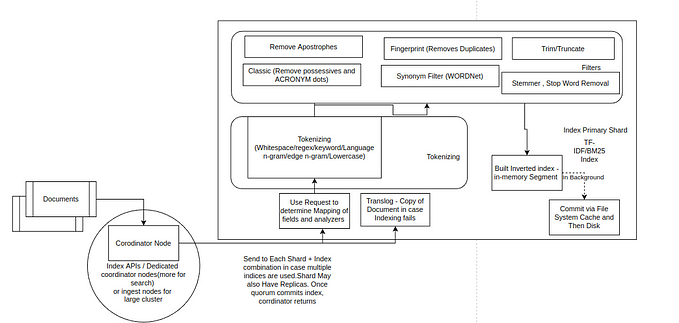 Remove Apostrophes
Fingerprint (Removes Duplicates)
Trim/Truncate
Filters
Classic (Remove possesives and
ACRONYM dots)
Synonym Filter (WORDNet)
Stemmer , Stop Word Removal
Tokenizing
(Whitespace/regex/keyword/Language
n-gram/edge n-gram/Lowercase)
Tokenizing
Index Primary Shard
TF-
IDF/BM25
Index
Built Inverted index -
in-memory Segment
In Background
Commit via File
System Cache and
Then Disk
Documents
Use Request to
determine Mapping of
fields and analyzers
Translog - Copy of
Document in case
Indexing fails
Corodinator Node
Index APIs / Dedicated
coordinator nodes(more for
search)
or ingest nodes for
large cluster
Send to Each Shard + Index
combination in case multiple
indices are used.Shard May
also Have Replicas. Once
quorum commits index,
corrdinator returns